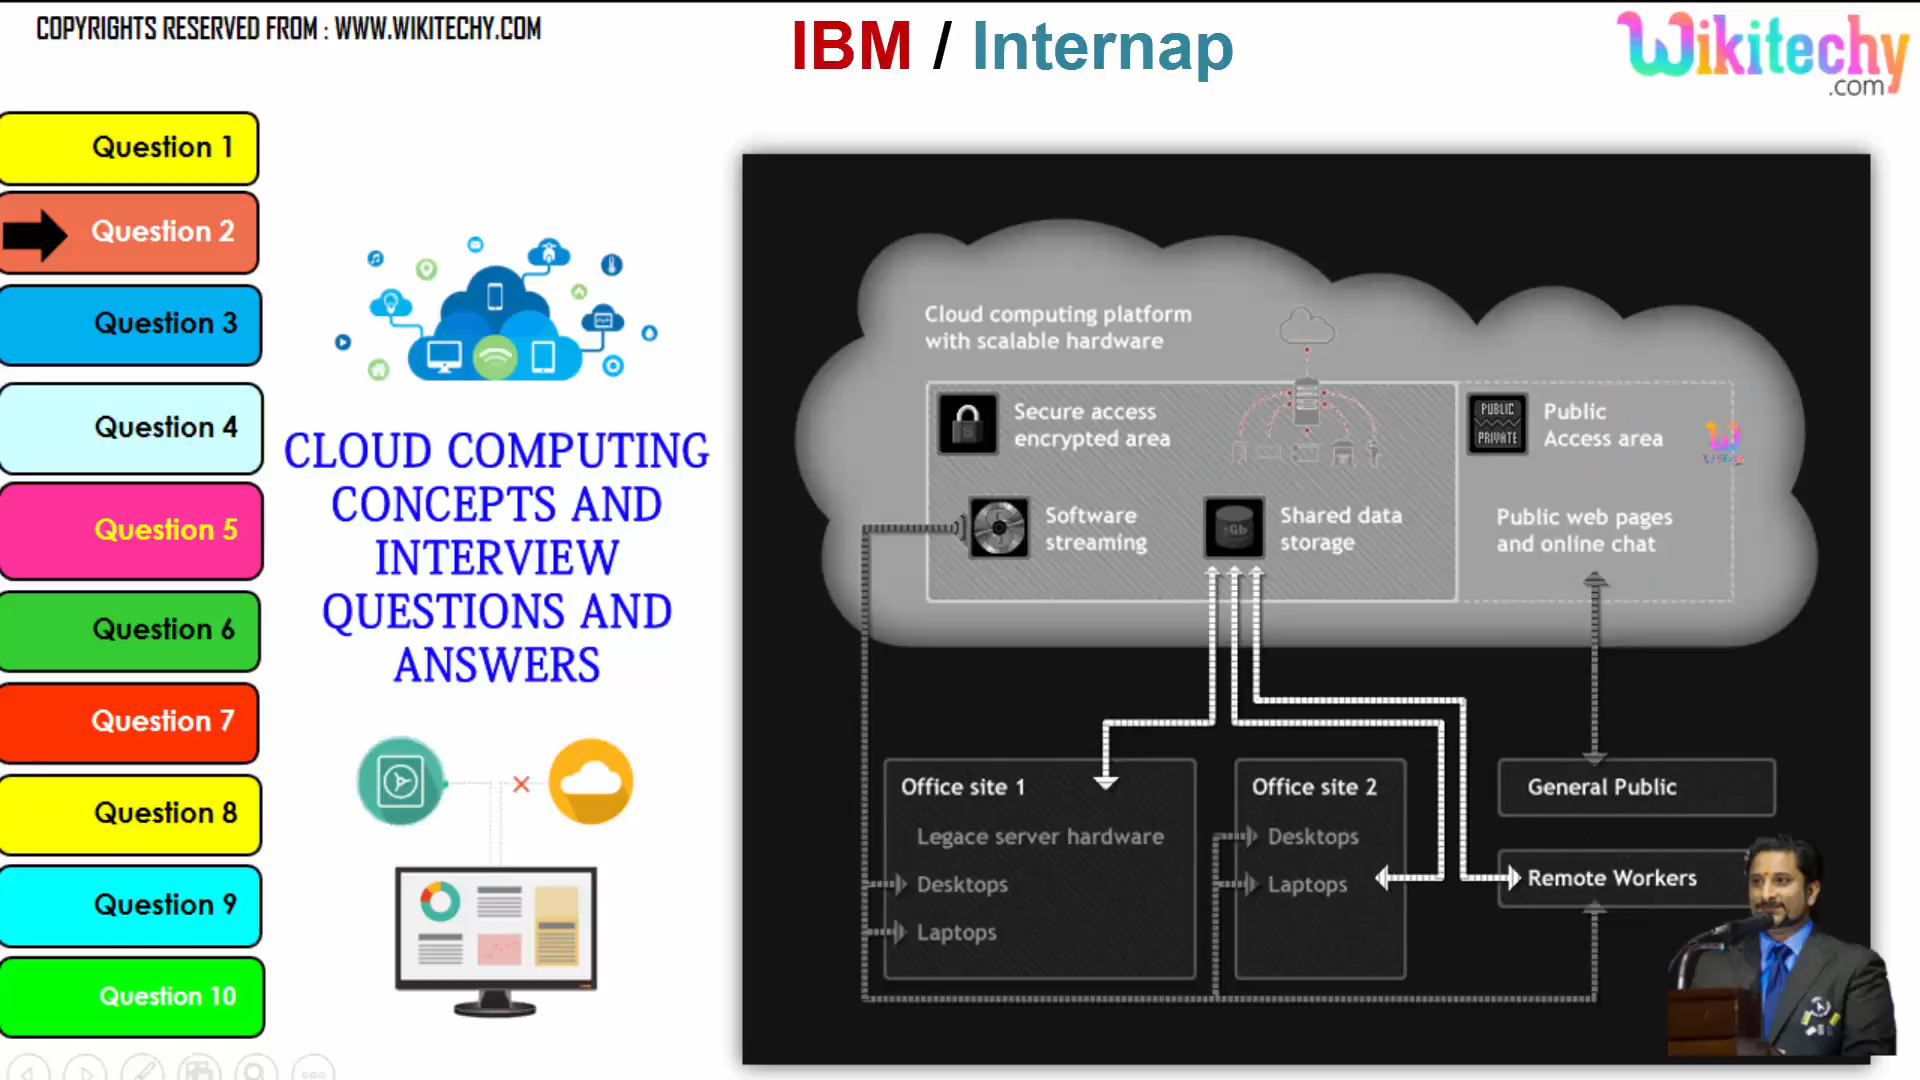 COPYRIGHTS RESERVED FROM : WWW.WIKITECHY.COM
IBM / Internap
Wikitechy
.com
Question 1
Question 2
Question 3
Question 4
Question 5
Question 6
Question 7
Question 8
Question 9
Question 10
CLOUD COMPUTING
CONCEPTS AND
INTERVIEW
QUESTIONS AND
ANSWERS
Cloud computing platform
with scalable hardware
Secure access
encrypted area
PUBLIC
PRIVATE
Public
Access area
Software
streaming
Gb
Shared data
storage
Public web pages
and online chat
Office site 1
Legace server hardware
Desktops
Laptops
Office site 2
Desktops
Laptops
General Public
Remote Workers